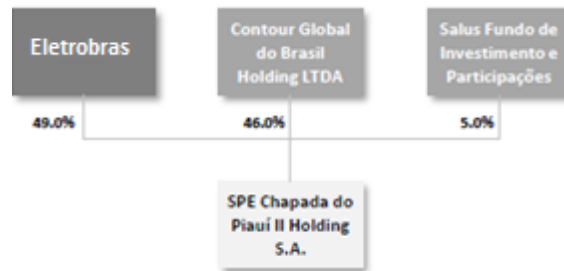 Eletrobras
Contour Global
do Brasil
Holding LTDA
Salus Fundo de
Investimento e
Participações
49.0%
46.0%
5.0%
SPE Chapada do
Piauí II Holding
S.A.